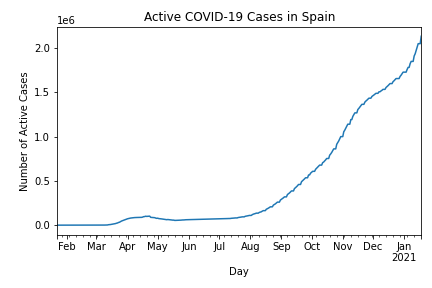 Active COVID-19 Cases in Spain
1e6
2.0
1.5
1.0
0.5
0.0
Number of Active Cases
Feb Mar Apr May Jun Jul Aug Sep Oct Nov Dec Jan
2021
Day